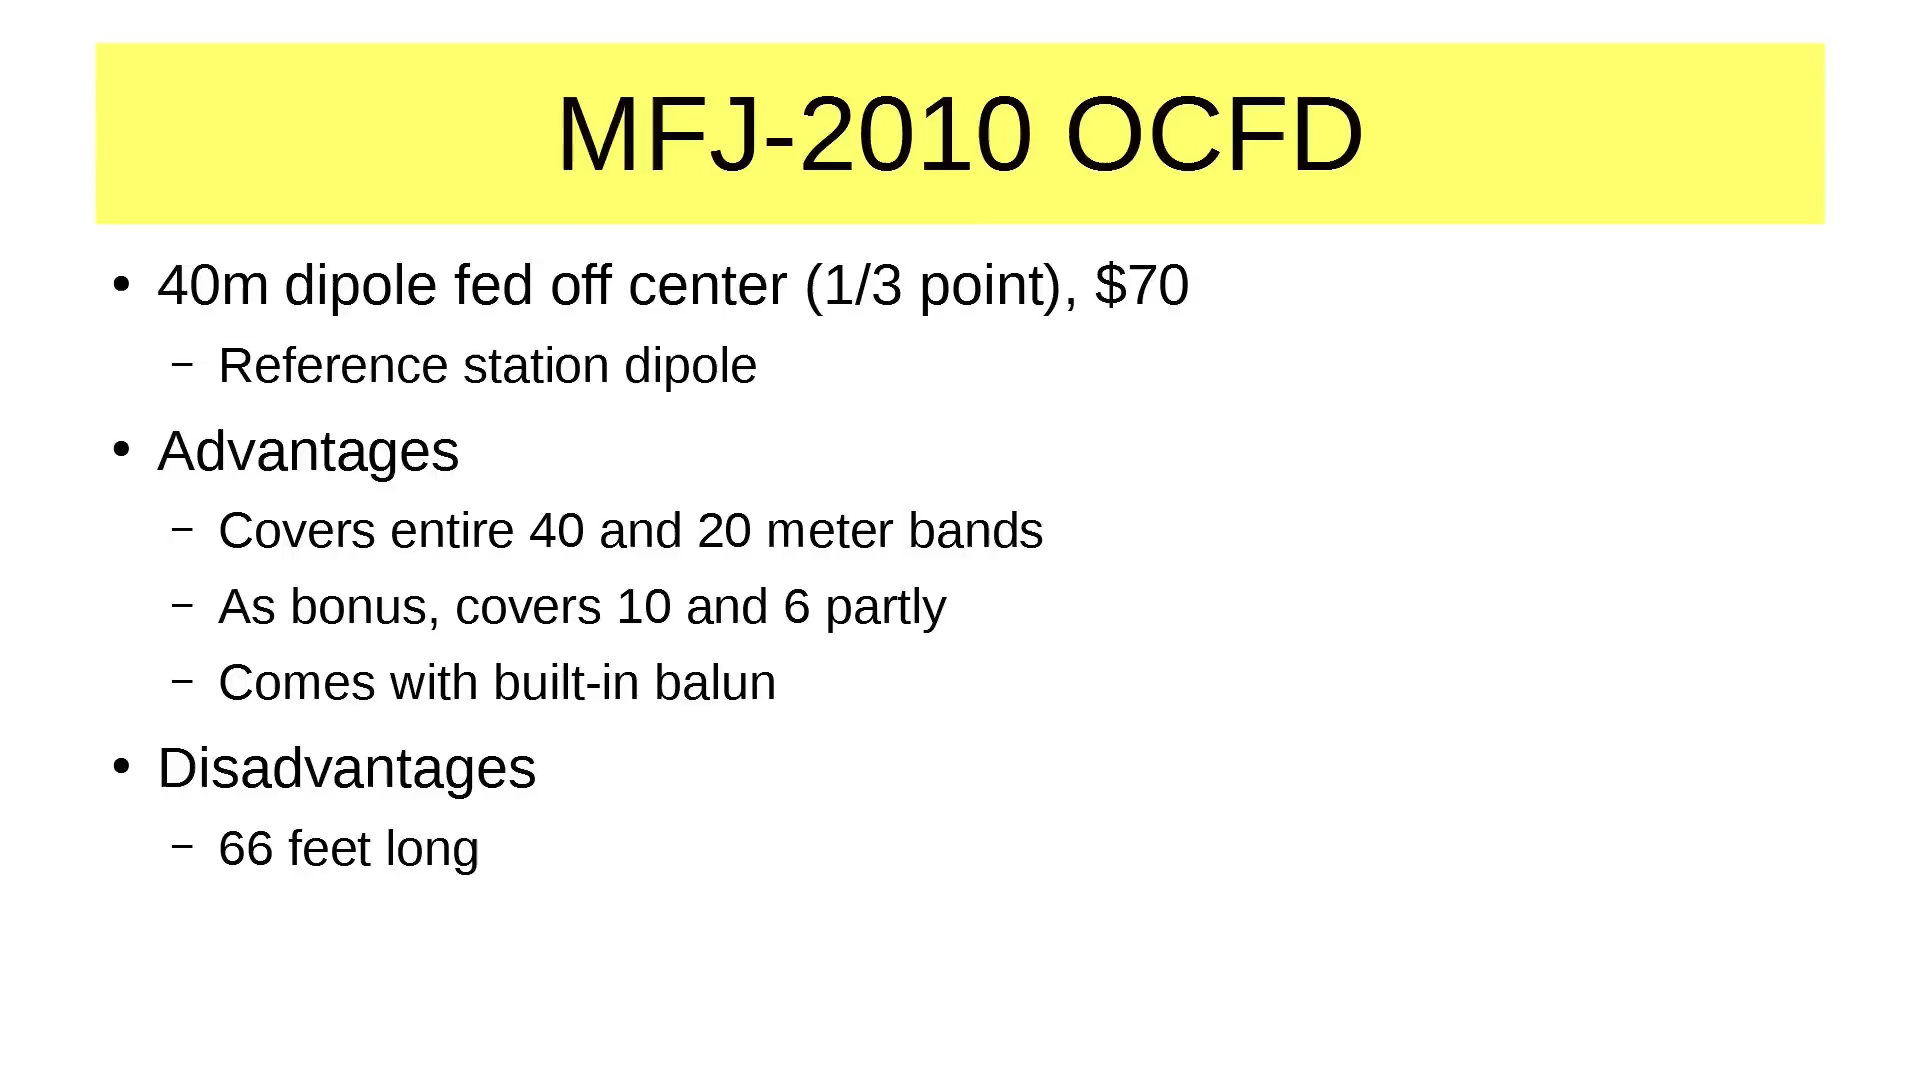 MFJ-2010 OCFD
• 40m dipole fed off center (1/3 point), $70
– Reference station dipole
• Advantages
– Covers entire 40 and 20 meter bands
– As bonus, covers 10 and 6 partly
– Comes with built-in balun
• Disadvantages
– 66 feet long